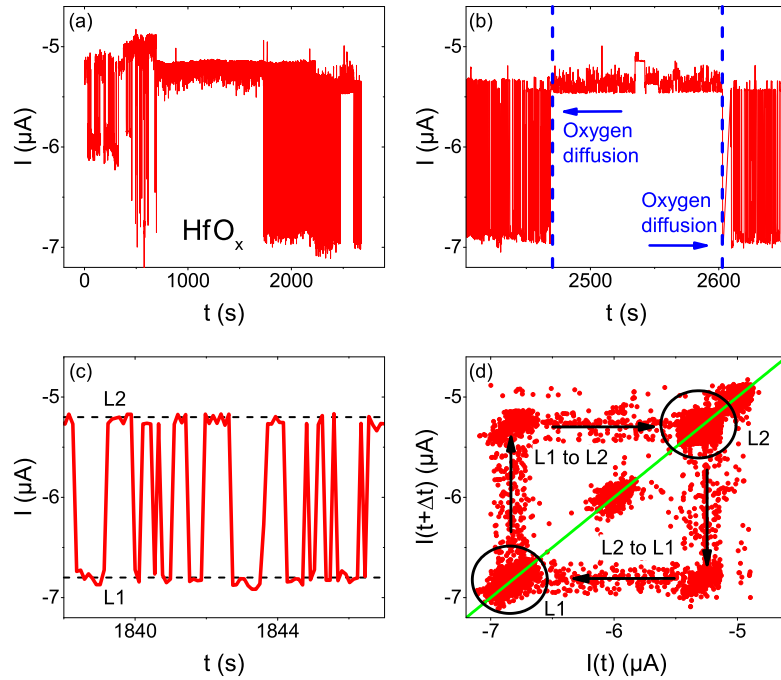 (a)
-5
-6
-7
I (μA)
HfOx
0
1000
2000
t (s)
(b)
-5
-6
-7
I (μA)
Oxygen
diffusion
Oxygen
diffusion
2500
2600
t (s)
(c)
-5
-6
-7
I (μA)
L2
L1
1840
1844
t (s)
(d)
-5
-6
-7
I(t+Δt) (μA)
L1 to L2
L2
L2 to L1
L1
-7
-6
-5
I(t) (μA)